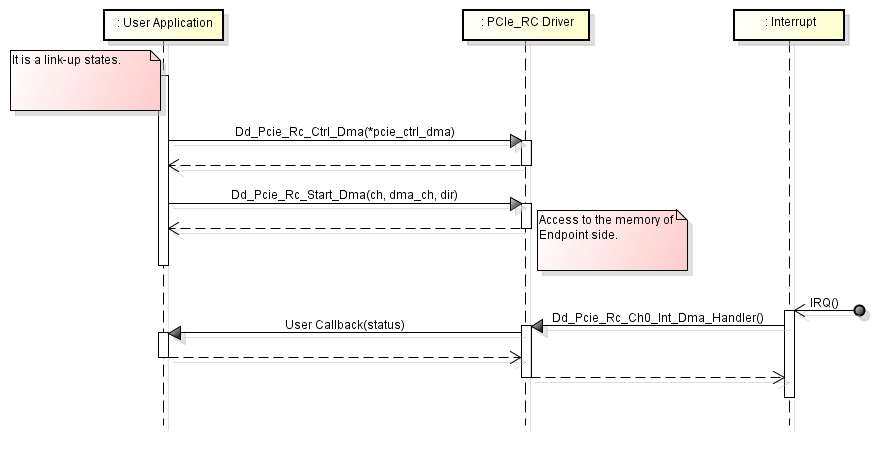 : User Application
: PCIe_RC Driver
: Interrupt
It is a link-up states.
Dd_Pcie_Rc_Ctrl_Dma(*pcie_ctrl_dma)
Dd_Pcie_Rc_Start_Dma(ch, dma_ch, dir)
Access to the memory of
Endpoint side.
IRQ()
Dd_Pcie_Rc_Ch0_Int_Dma_Handler()
User Callback(status)